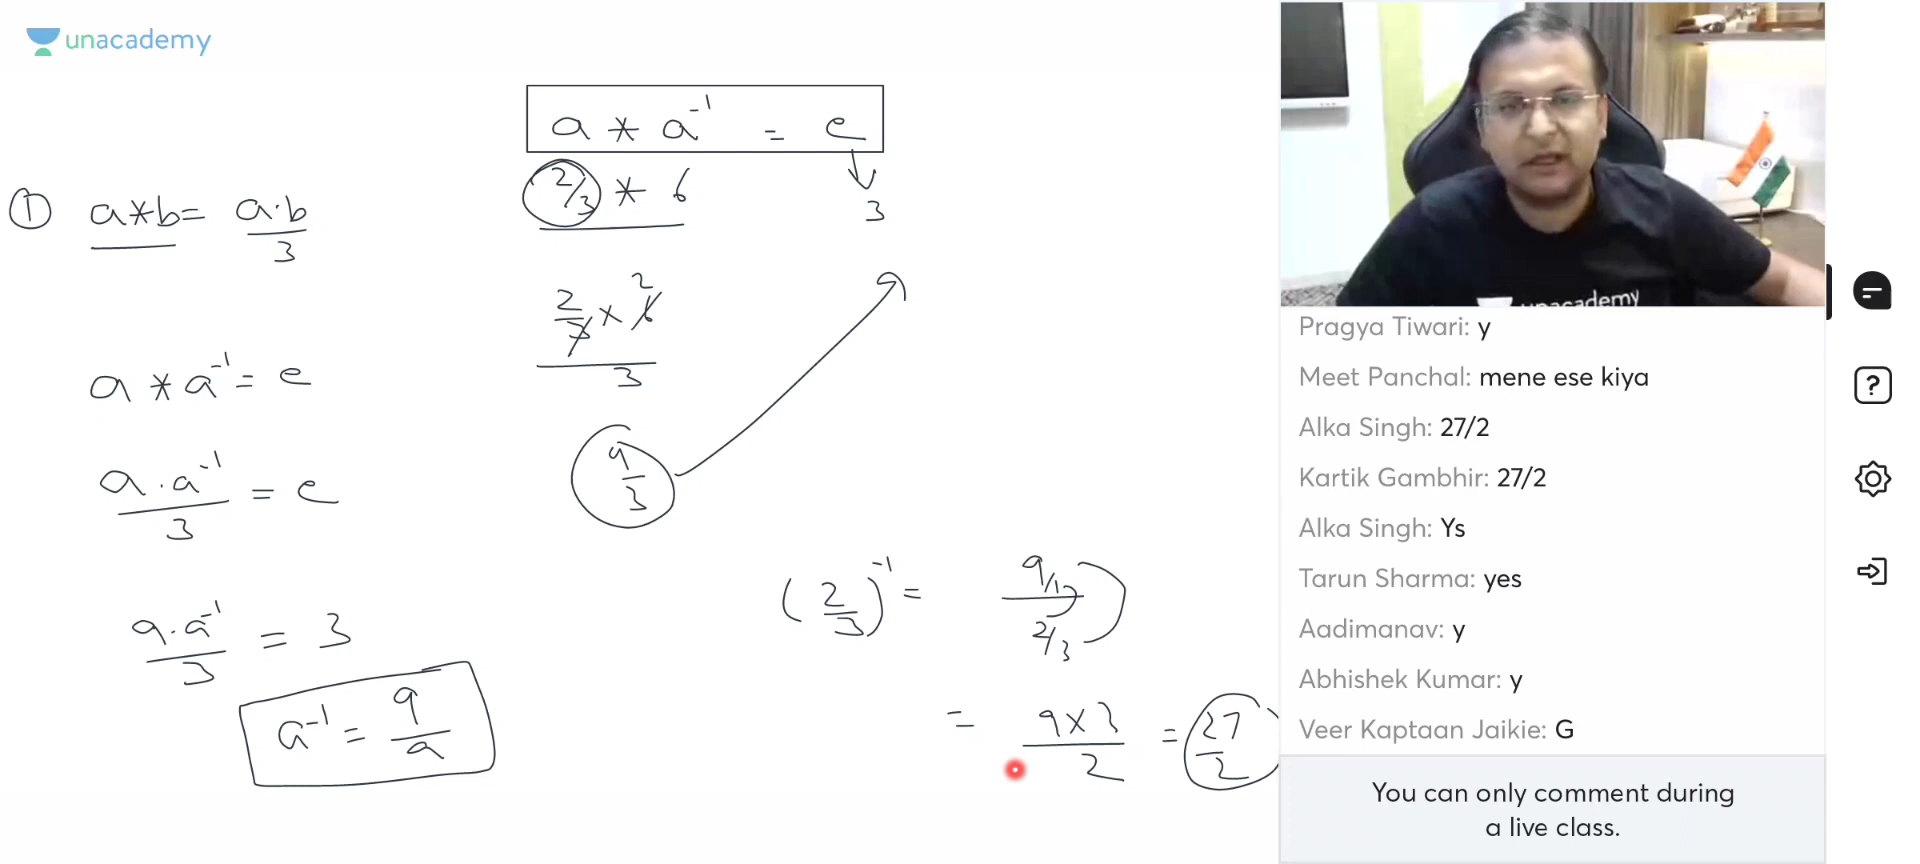 unacademy
a * a⁻¹ = e
2/3 * 6
3
① a*b = a·b/3
2/3 × 6 2
3
a * a⁻¹ = e
9/3
a·a⁻¹/3 = e
(2/3)⁻¹ = 9/ 2/3
a·a⁻¹/3 = 3
a⁻¹ = 9/a
= 9×3/2 = 27/2
unacademy
Pragya Tiwari: y
Meet Panchal: mene ese kiya
Alka Singh: 27/2
Kartik Gambhir: 27/2
Alka Singh: Ys
Tarun Sharma: yes
Aadimanav: y
Abhishek Kumar: y
Veer Kaptaan Jaikie: G
You can only comment during
a live class.